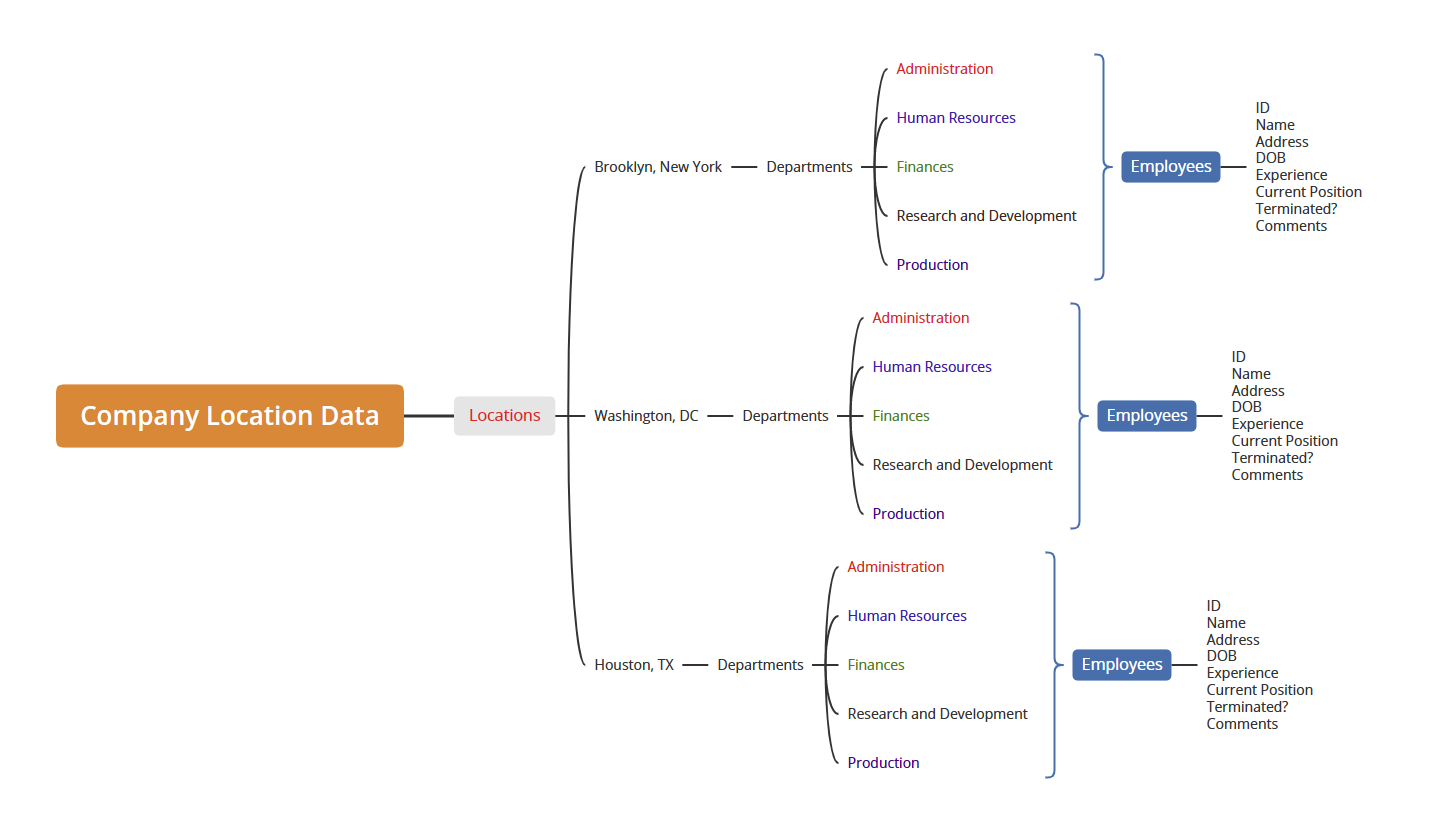 Company Location Data
Locations
Brooklyn, New York
Departments
Administration
Human Resources
Finances
Research and Development
Production
Employees
ID
Name
Address
DOB
Experience
Current Position
Terminated?
Comments
Washington, DC
Departments
Administration
Human Resources
Finances
Research and Development
Production
Employees
ID
Name
Address
DOB
Experience
Current Position
Terminated?
Comments
Houston, TX
Departments
Administration
Human Resources
Finances
Research and Development
Production
Employees
ID
Name
Address
DOB
Experience
Current Position
Terminated?
Comments